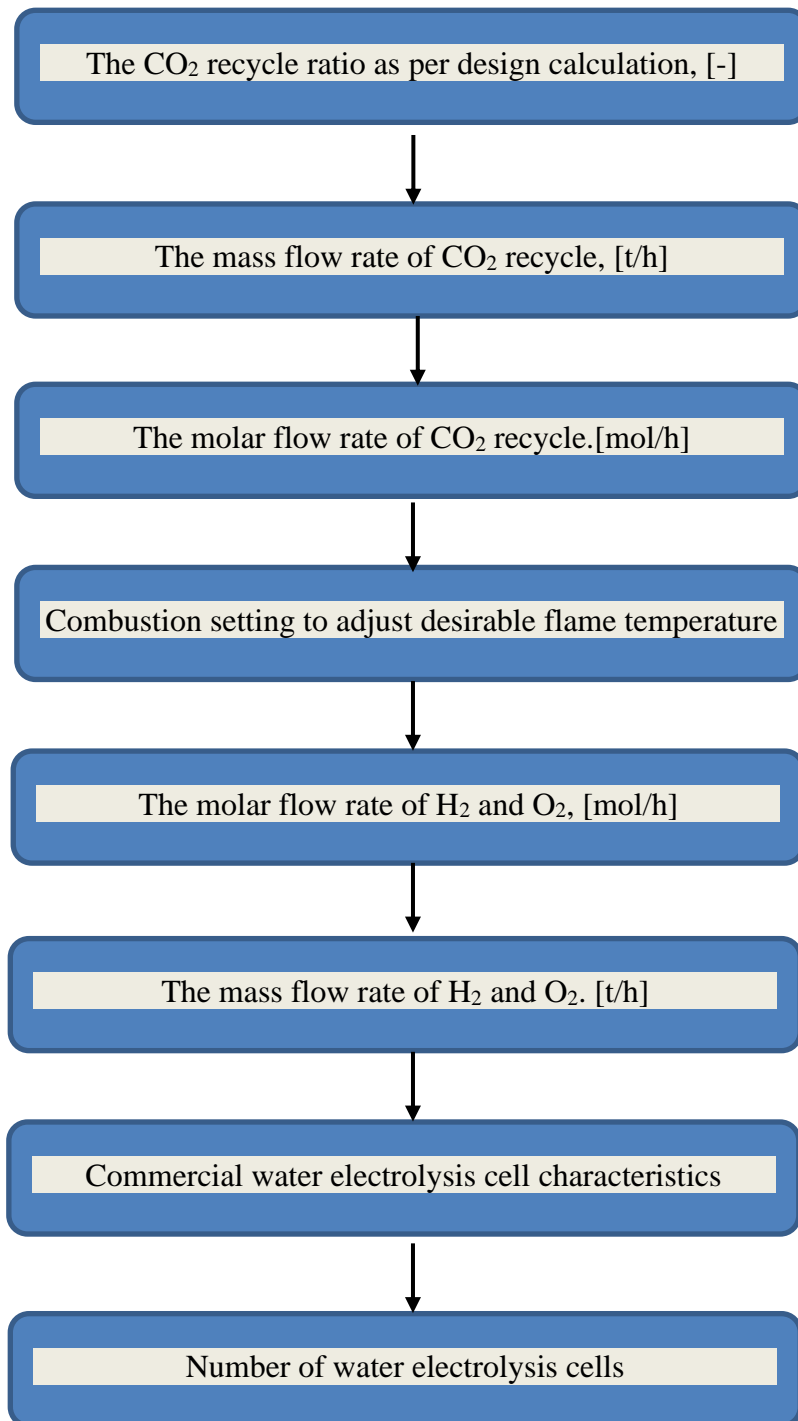 The CO₂ recycle ratio as per design calculation, [-]
The mass flow rate of CO₂ recycle, [t/h]
The molar flow rate of CO₂ recycle.[mol/h]
Combustion setting to adjust desirable flame temperature
The molar flow rate of H₂ and O₂, [mol/h]
The mass flow rate of H₂ and O₂. [t/h]
Commercial water electrolysis cell characteristics
Number of water electrolysis cells